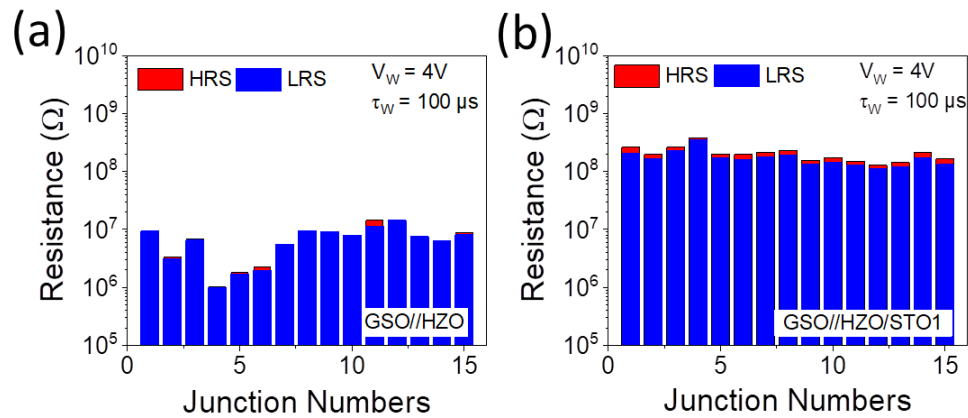 (a)
HRS LRS
V_W = 4V
τ_W = 100 μs
10^10
10^9
10^8
10^7
10^6
10^5
Resistance (Ω)
GSO//HZO
0 5 10 15
Junction Numbers
(b)
HRS LRS
V_W = 4V
τ_W = 100 μs
10^10
10^9
10^8
10^7
10^6
10^5
Resistance (Ω)
GSO//HZO/STO1
0 5 10 15
Junction Numbers